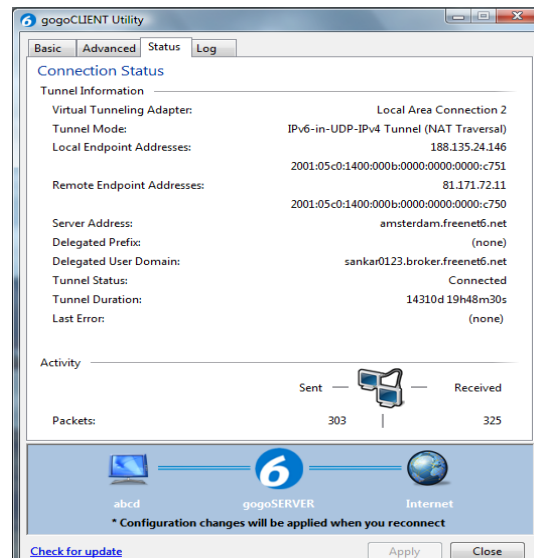 6 gogoCLIENT Utility
Basic Advanced Status Log
Connection Status
Tunnel Information
Virtual Tunneling Adapter: Local Area Connection 2
Tunnel Mode: IPv6-in-UDP-IPv4 Tunnel (NAT Traversal)
Local Endpoint Addresses: 188.135.24.146
2001:05c0:1400:000b:0000:0000:0000:c751
Remote Endpoint Addresses: 81.171.72.11
2001:05c0:1400:000b:0000:0000:0000:c750
Server Address: amsterdam.freenet6.net
Delegated Prefix: (none)
Delegated User Domain: sankar0123.broker.freenet6.net
Tunnel Status: Connected
Tunnel Duration: 14310d 19h48m30s
Last Error: (none)
Activity
Sent Received
Packets: 303 325
6
abcd gogoSERVER Internet
* Configuration changes will be applied when you reconnect
Check for update Apply Close